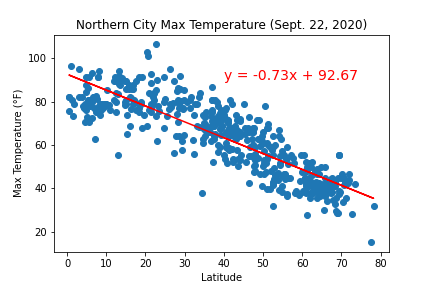 Northern City Max Temperature (Sept. 22, 2020)
y = -0.73x + 92.67
Max Temperature (°F)
100
80
60
40
20
0 10 20 30 40 50 60 70 80
Latitude